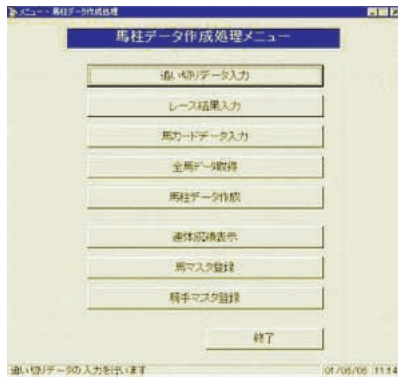 メニュー - 馬柱データ作成処理
馬柱データ作成処理メニュー
追い切りデータ入力
レース結果入力
馬カードデータ入力
全馬データ取得
馬柱データ作成
連体成績表示
馬マスタ登録
騎手マスタ登録
終了
追い切りデータの入力を行います
01/06/06 11:14